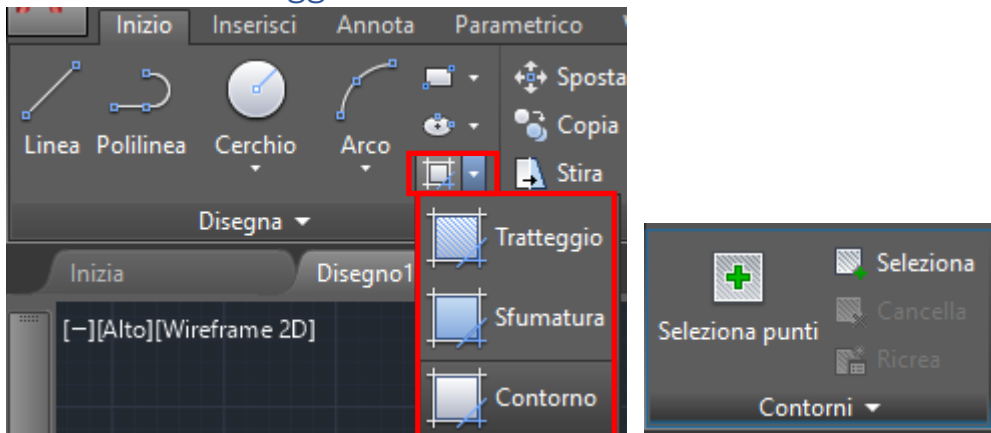 Inizio Inserisci Annota Parametrico
Linea Polilinea Cerchio Arco
Sposta
Copia
Stira
Disegna
Tratteggio
Sfumatura
Contorno
Inizia Disegno1
[−][Alto][Wireframe 2D]
Seleziona punti
Seleziona
Cancella
Ricrea
Contorni